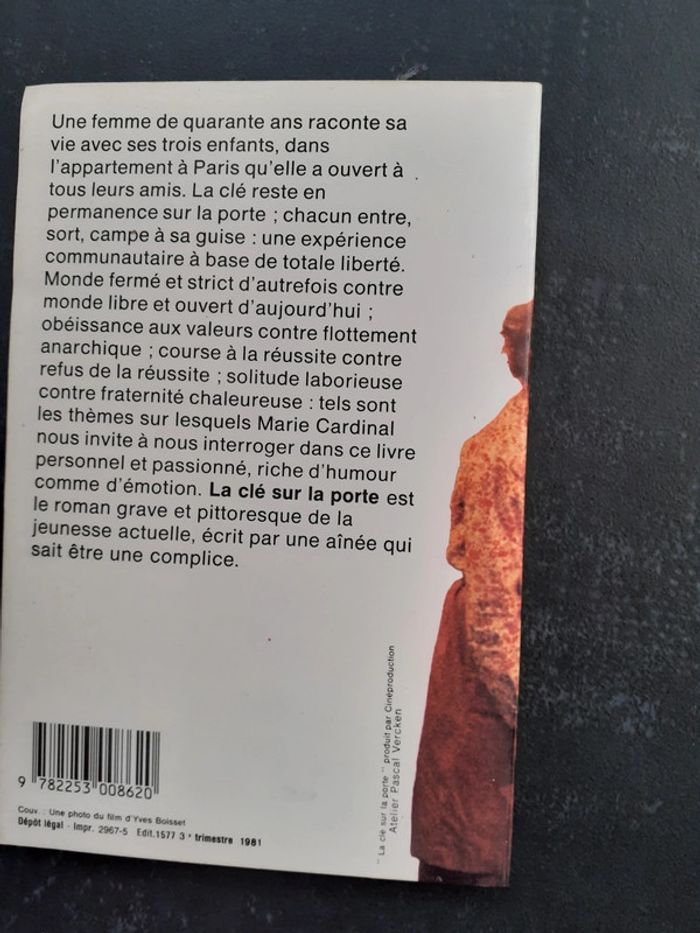 Une femme de quarante ans raconte sa
vie avec ses trois enfants, dans
l'appartement à Paris qu'elle a ouvert à
tous leurs amis. La clé reste en
permanence sur la porte ; chacun entre,
sort, campe à sa guise : une expérience
communautaire à base de totale liberté.
Monde fermé et strict d'autrefois contre
monde libre et ouvert d'aujourd'hui ;
obéissance aux valeurs contre flottement
anarchique ; course à la réussite contre
refus de la réussite ; solitude laborieuse
contre fraternité chaleureuse : tels sont
les thèmes sur lesquels Marie Cardinal
nous invite à nous interroger dans ce livre
personnel et passionné, riche d'humour
comme d'émotion. La clé sur la porte est
le roman grave et pittoresque de la
jeunesse actuelle, écrit par une aînée qui
sait être une complice.
9 782253 008620
Couv. : Une photo du film d'Yves Boisset
Dépôt légal - Impr. 2967-5 Edit.1577 3e trimestre 1981
"La clé sur la porte" produit par Cinéproduction
Atelier Pascal Vercken